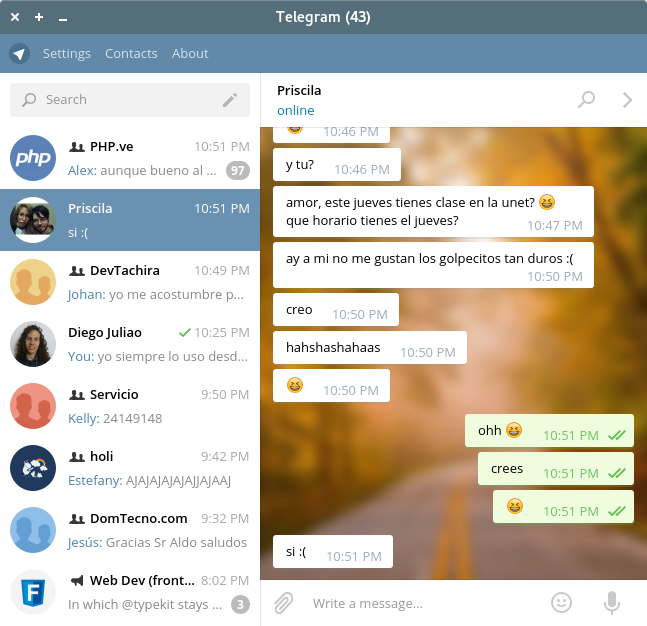 Telegram (43)
Settings Contacts About
Search
PHP.ve 10:51 PM
php
Alex: aunque bueno al ... 97
Priscila 10:51 PM
si :(
DevTachira 10:49 PM
Johan: yo me acostumbre p...
Diego Juliao 10:25 PM
You: yo siempre lo uso desd...
Servicio 9:50 PM
Kelly: 24149148
holi 9:42 PM
Estefany: AJAJAJAJAJAJJAJAAJ
DomTecno.com 9:32 PM
Jesús: Gracias Sr Aldo saludos
Web Dev (front... 8:02 PM
F
In which @typekit stays ... 3
Priscila
online
😆 10:46 PM
y tu? 10:46 PM
amor, este jueves tienes clase en la unet? 😆
que horario tienes el jueves? 10:47 PM
ay a mi no me gustan los golpecitos tan duros :(
10:50 PM
creo 10:50 PM
hahshashahaas 10:50 PM
😆 10:50 PM
ohh 😆 10:51 PM
crees 10:51 PM
😆 10:51 PM
si :( 10:51 PM
Write a message...